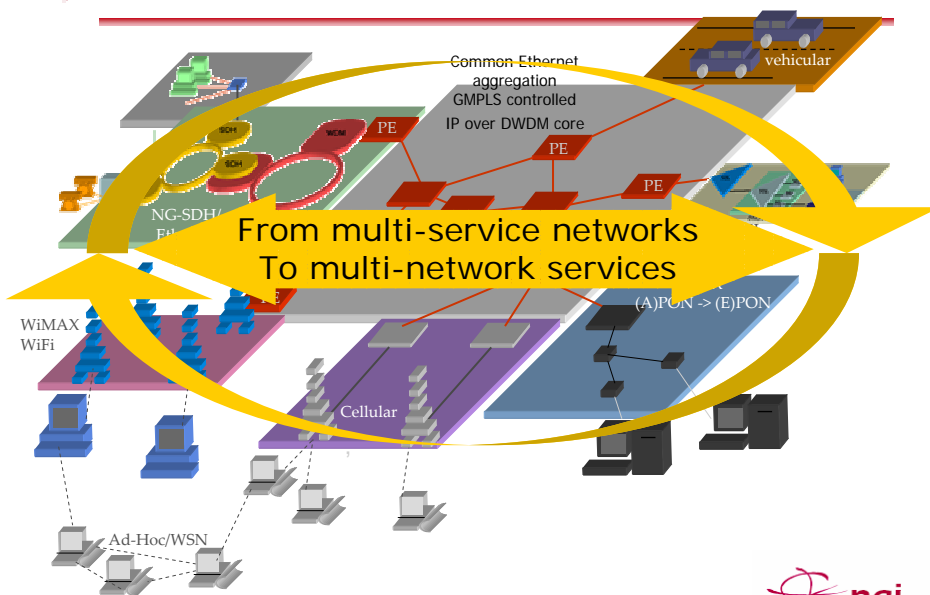 Common Ethernet
aggregation
GMPLS controlled
IP over DWDM core
vehicular
SDH
SDH
WDM
PE
PE
PE
NG-SDH/
From multi-service networks
To multi-network services
(A)PON -> (E)PON
WiMAX
WiFi
Cellular
Ad-Hoc/WSN
ngi